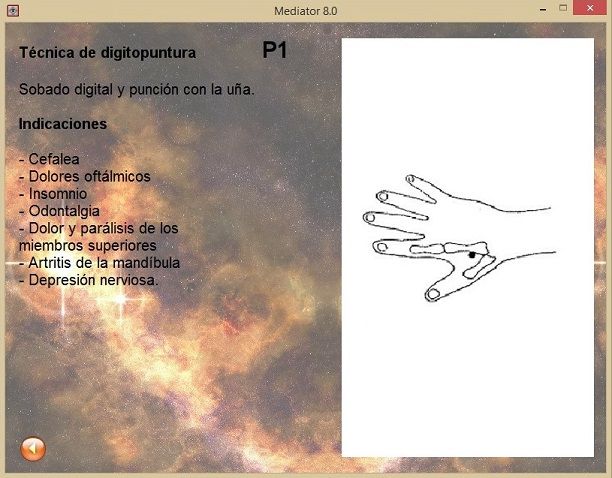 Mediator 8.0
Técnica de digitopuntura P1
Sobado digital y punción con la uña.
Indicaciones
- Cefalea
- Dolores oftálmicos
- Insomnio
- Odontalgia
- Dolor y parálisis de los
miembros superiores
- Artritis de la mandíbula
- Depresión nerviosa.